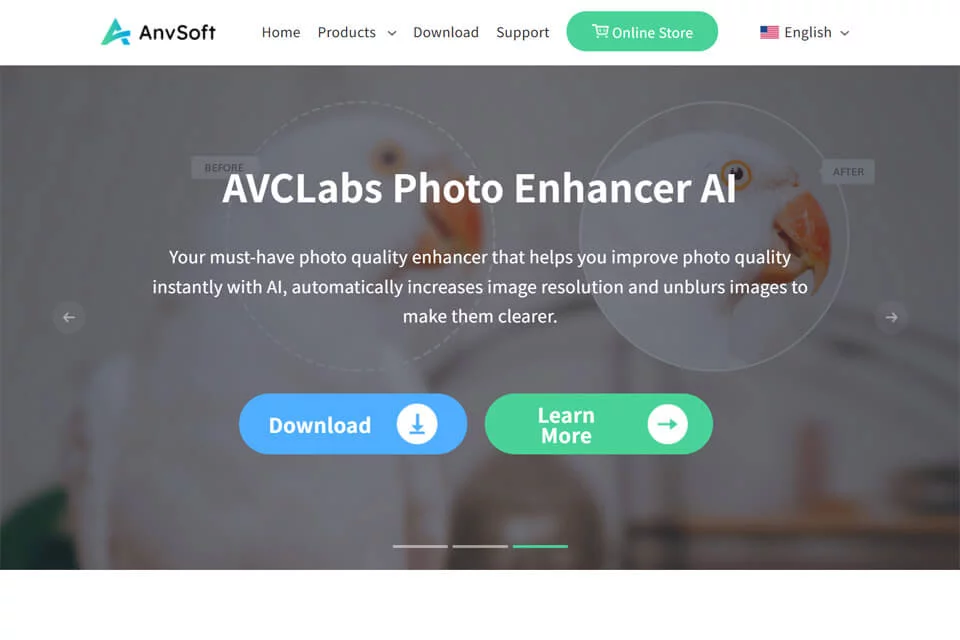 AnvSoft
Home
Products
Download
Support
Online Store
English
BEFORE
AFTER
AVCLabs Photo Enhancer AI
Your must-have photo quality enhancer that helps you improve photo quality
instantly with AI, automatically increases image resolution and unblurs images to
make them clearer.
Download
Learn
More